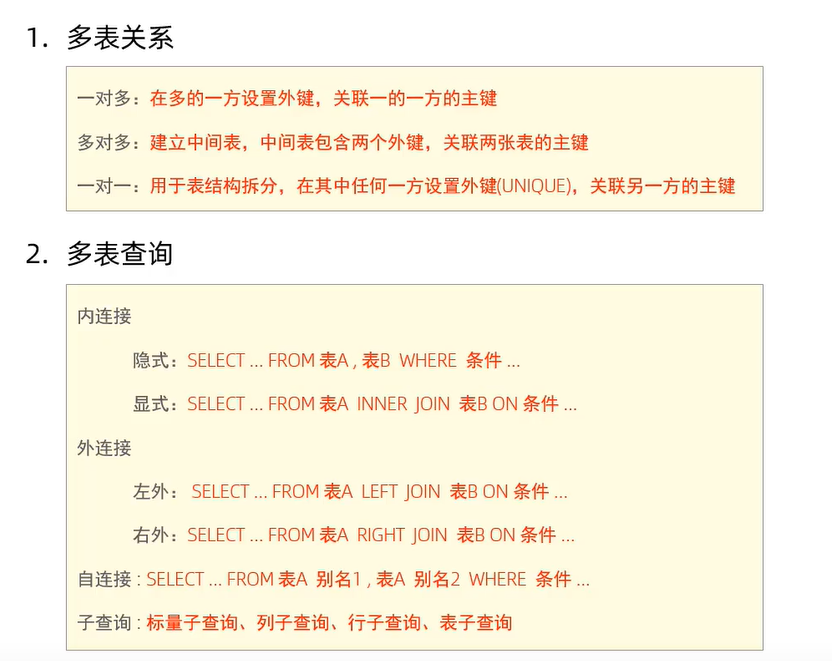 1. 多表关系
一对多：在多的一方设置外键，关联一的一方的主键
多对多：建立中间表，中间表包含两个外键，关联两张表的主键
一对一：用于表结构拆分，在其中任何一方设置外键(UNIQUE)，关联另一方的主键
2. 多表查询
内连接
隐式：SELECT ... FROM 表A , 表B WHERE 条件 ...
显式：SELECT ... FROM 表A INNER JOIN 表B ON 条件 ...
外连接
左外： SELECT ... FROM 表A LEFT JOIN 表B ON 条件 ...
右外：SELECT ... FROM 表A RIGHT JOIN 表B ON 条件 ...
自连接 : SELECT ... FROM 表A 别名1 , 表A 别名2 WHERE 条件 ...
子查询 : 标量子查询、列子查询、行子查询、表子查询